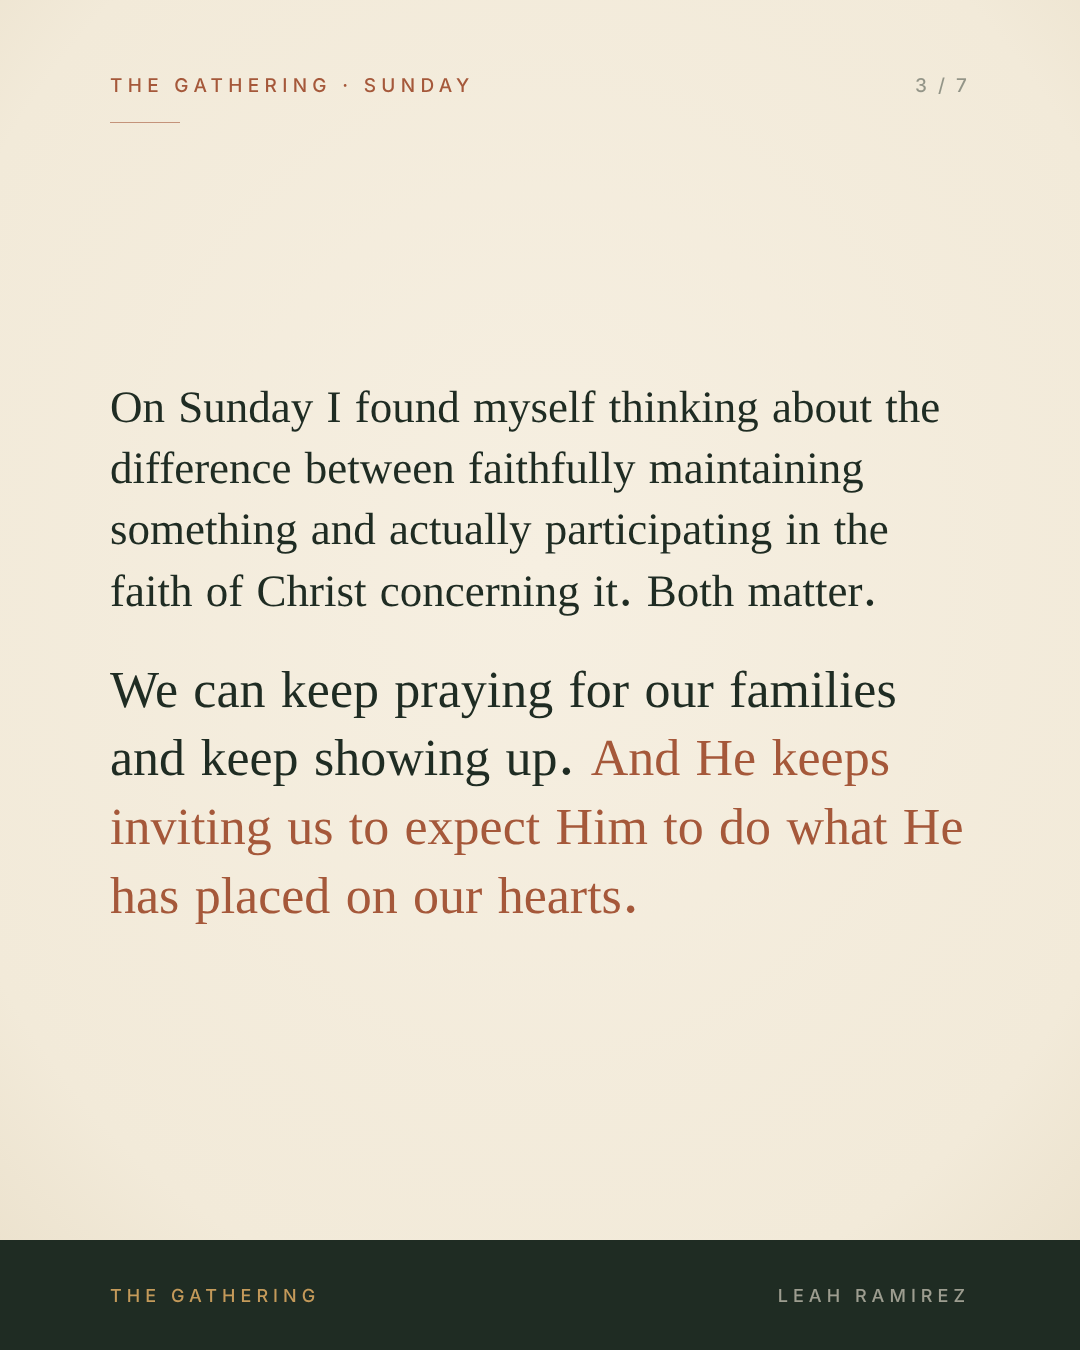 THE GATHERING · SUNDAY
3 / 7
On Sunday I found myself thinking about the
difference between faithfully maintaining
something and actually participating in the
faith of Christ concerning it. Both matter.
We can keep praying for our families
and keep showing up. And He keeps
inviting us to expect Him to do what He
has placed on our hearts.
THE GATHERING
LEAH RAMIREZ